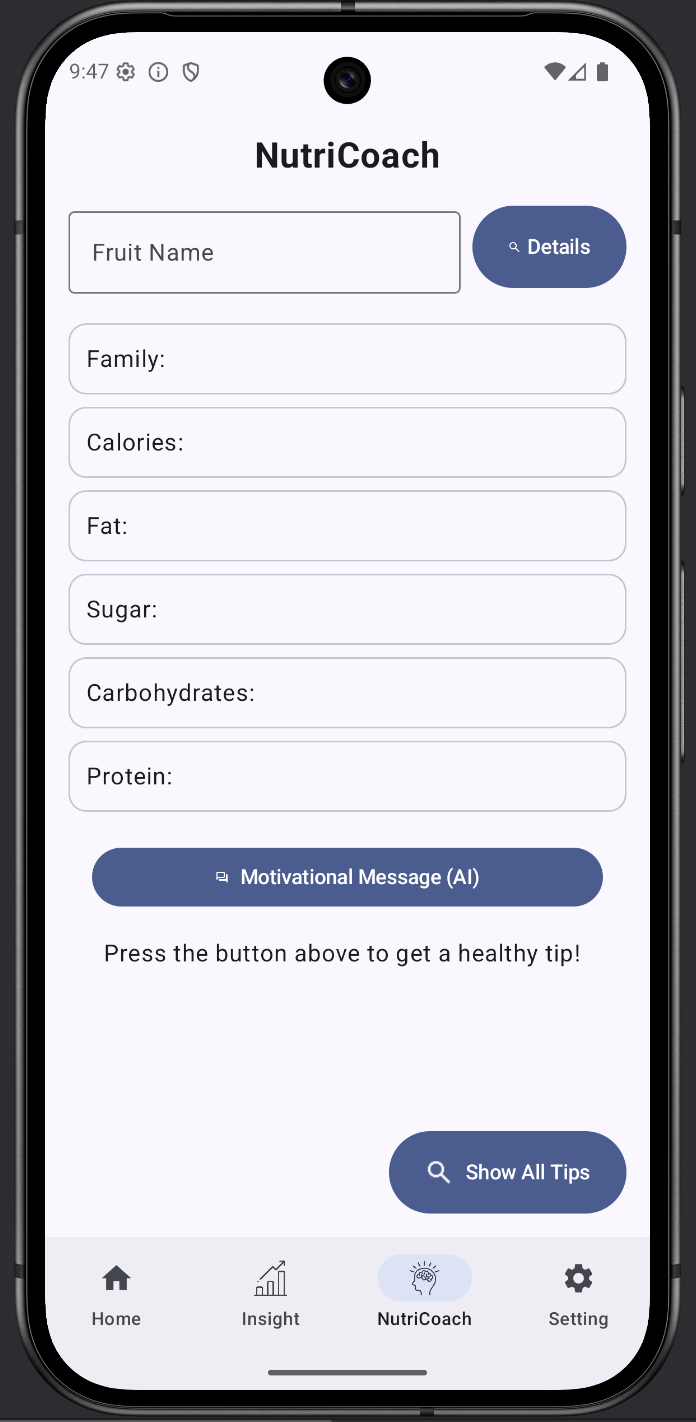 9:47
NutriCoach
Fruit Name
Details
Family:
Calories:
Fat:
Sugar:
Carbohydrates:
Protein:
Motivational Message (AI)
Press the button above to get a healthy tip!
Show All Tips
Home Insight NutriCoach Setting